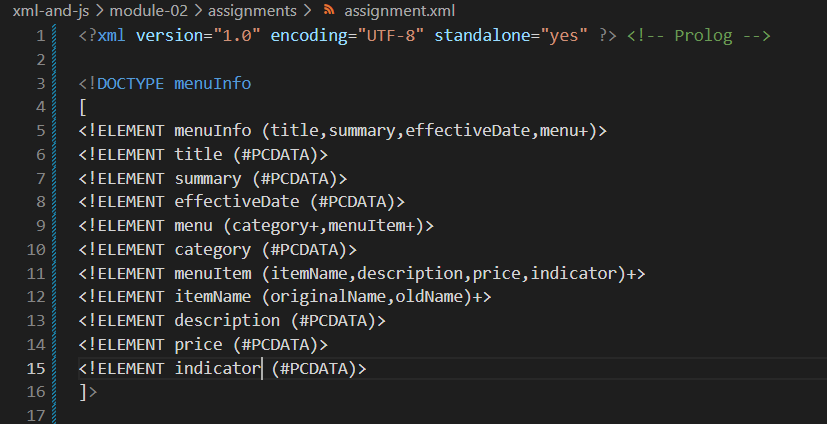 xml-and-js > module-02 > assignments > assignment.xml
1 <?xml version="1.0" encoding="UTF-8" standalone="yes" ?> <!-- Prolog -->
2
3 <!DOCTYPE menuInfo
4 [
5 <!ELEMENT menuInfo (title,summary,effectiveDate,menu+)>
6 <!ELEMENT title (#PCDATA)>
7 <!ELEMENT summary (#PCDATA)>
8 <!ELEMENT effectiveDate (#PCDATA)>
9 <!ELEMENT menu (category+,menuItem+)>
10 <!ELEMENT category (#PCDATA)>
11 <!ELEMENT menuItem (itemName,description,price,indicator)+>
12 <!ELEMENT itemName (originalName,oldName)+>
13 <!ELEMENT description (#PCDATA)>
14 <!ELEMENT price (#PCDATA)>
15 <!ELEMENT indicator (#PCDATA)>
16 ]>
17